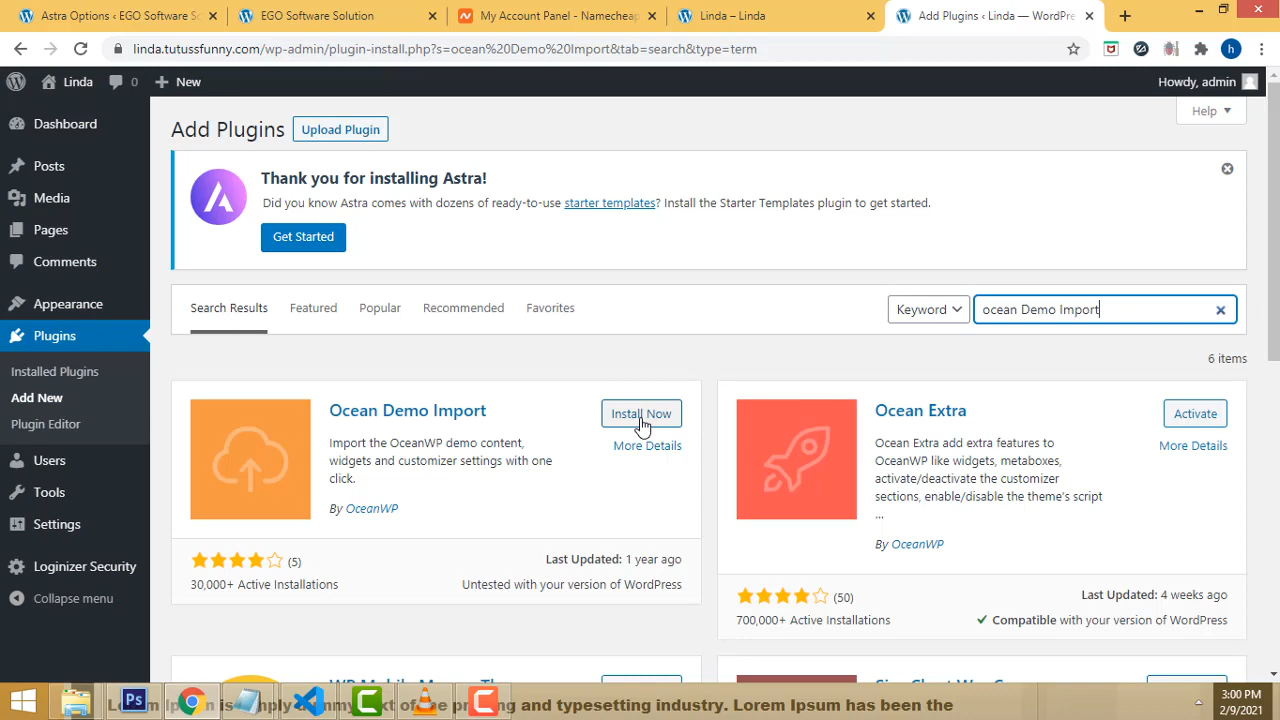 Astra Options ‹ EGO Software S
EGO Software Solution
My Account Panel - Namecheap
Linda – Linda
Add Plugins ‹ Linda — WordPre
linda.tutussfunny.com/wp-admin/plugin-install.php?s=ocean%20Demo%20Import&tab=search&type=term
h
Linda
0
New
Howdy, admin
Dashboard
Posts
Media
Pages
Comments
Appearance
Plugins
Installed Plugins
Add New
Plugin Editor
Users
Tools
Settings
Loginizer Security
Collapse menu
Help
Add Plugins
Upload Plugin
Thank you for installing Astra!
Did you know Astra comes with dozens of ready-to-use starter templates? Install the Starter Templates plugin to get started.
Get Started
Search Results
Featured
Popular
Recommended
Favorites
Keyword
ocean Demo Import
6 items
Ocean Demo Import
Install Now
More Details
Import the OceanWP demo content,
widgets and customizer settings with one
click.
By OceanWP
(5)
Last Updated: 1 year ago
30,000+ Active Installations
Untested with your version of WordPress
Ocean Extra
Activate
More Details
Ocean Extra add extra features to
OceanWP like widgets, metaboxes,
activate/deactivate the customizer
sections, enable/disable the theme's script
...
By OceanWP
(50)
Last Updated: 4 weeks ago
700,000+ Active Installations
Compatible with your version of WordPress
Ps
typesetting industry. Lorem Ipsum has been the
3:00 PM
2/9/2021